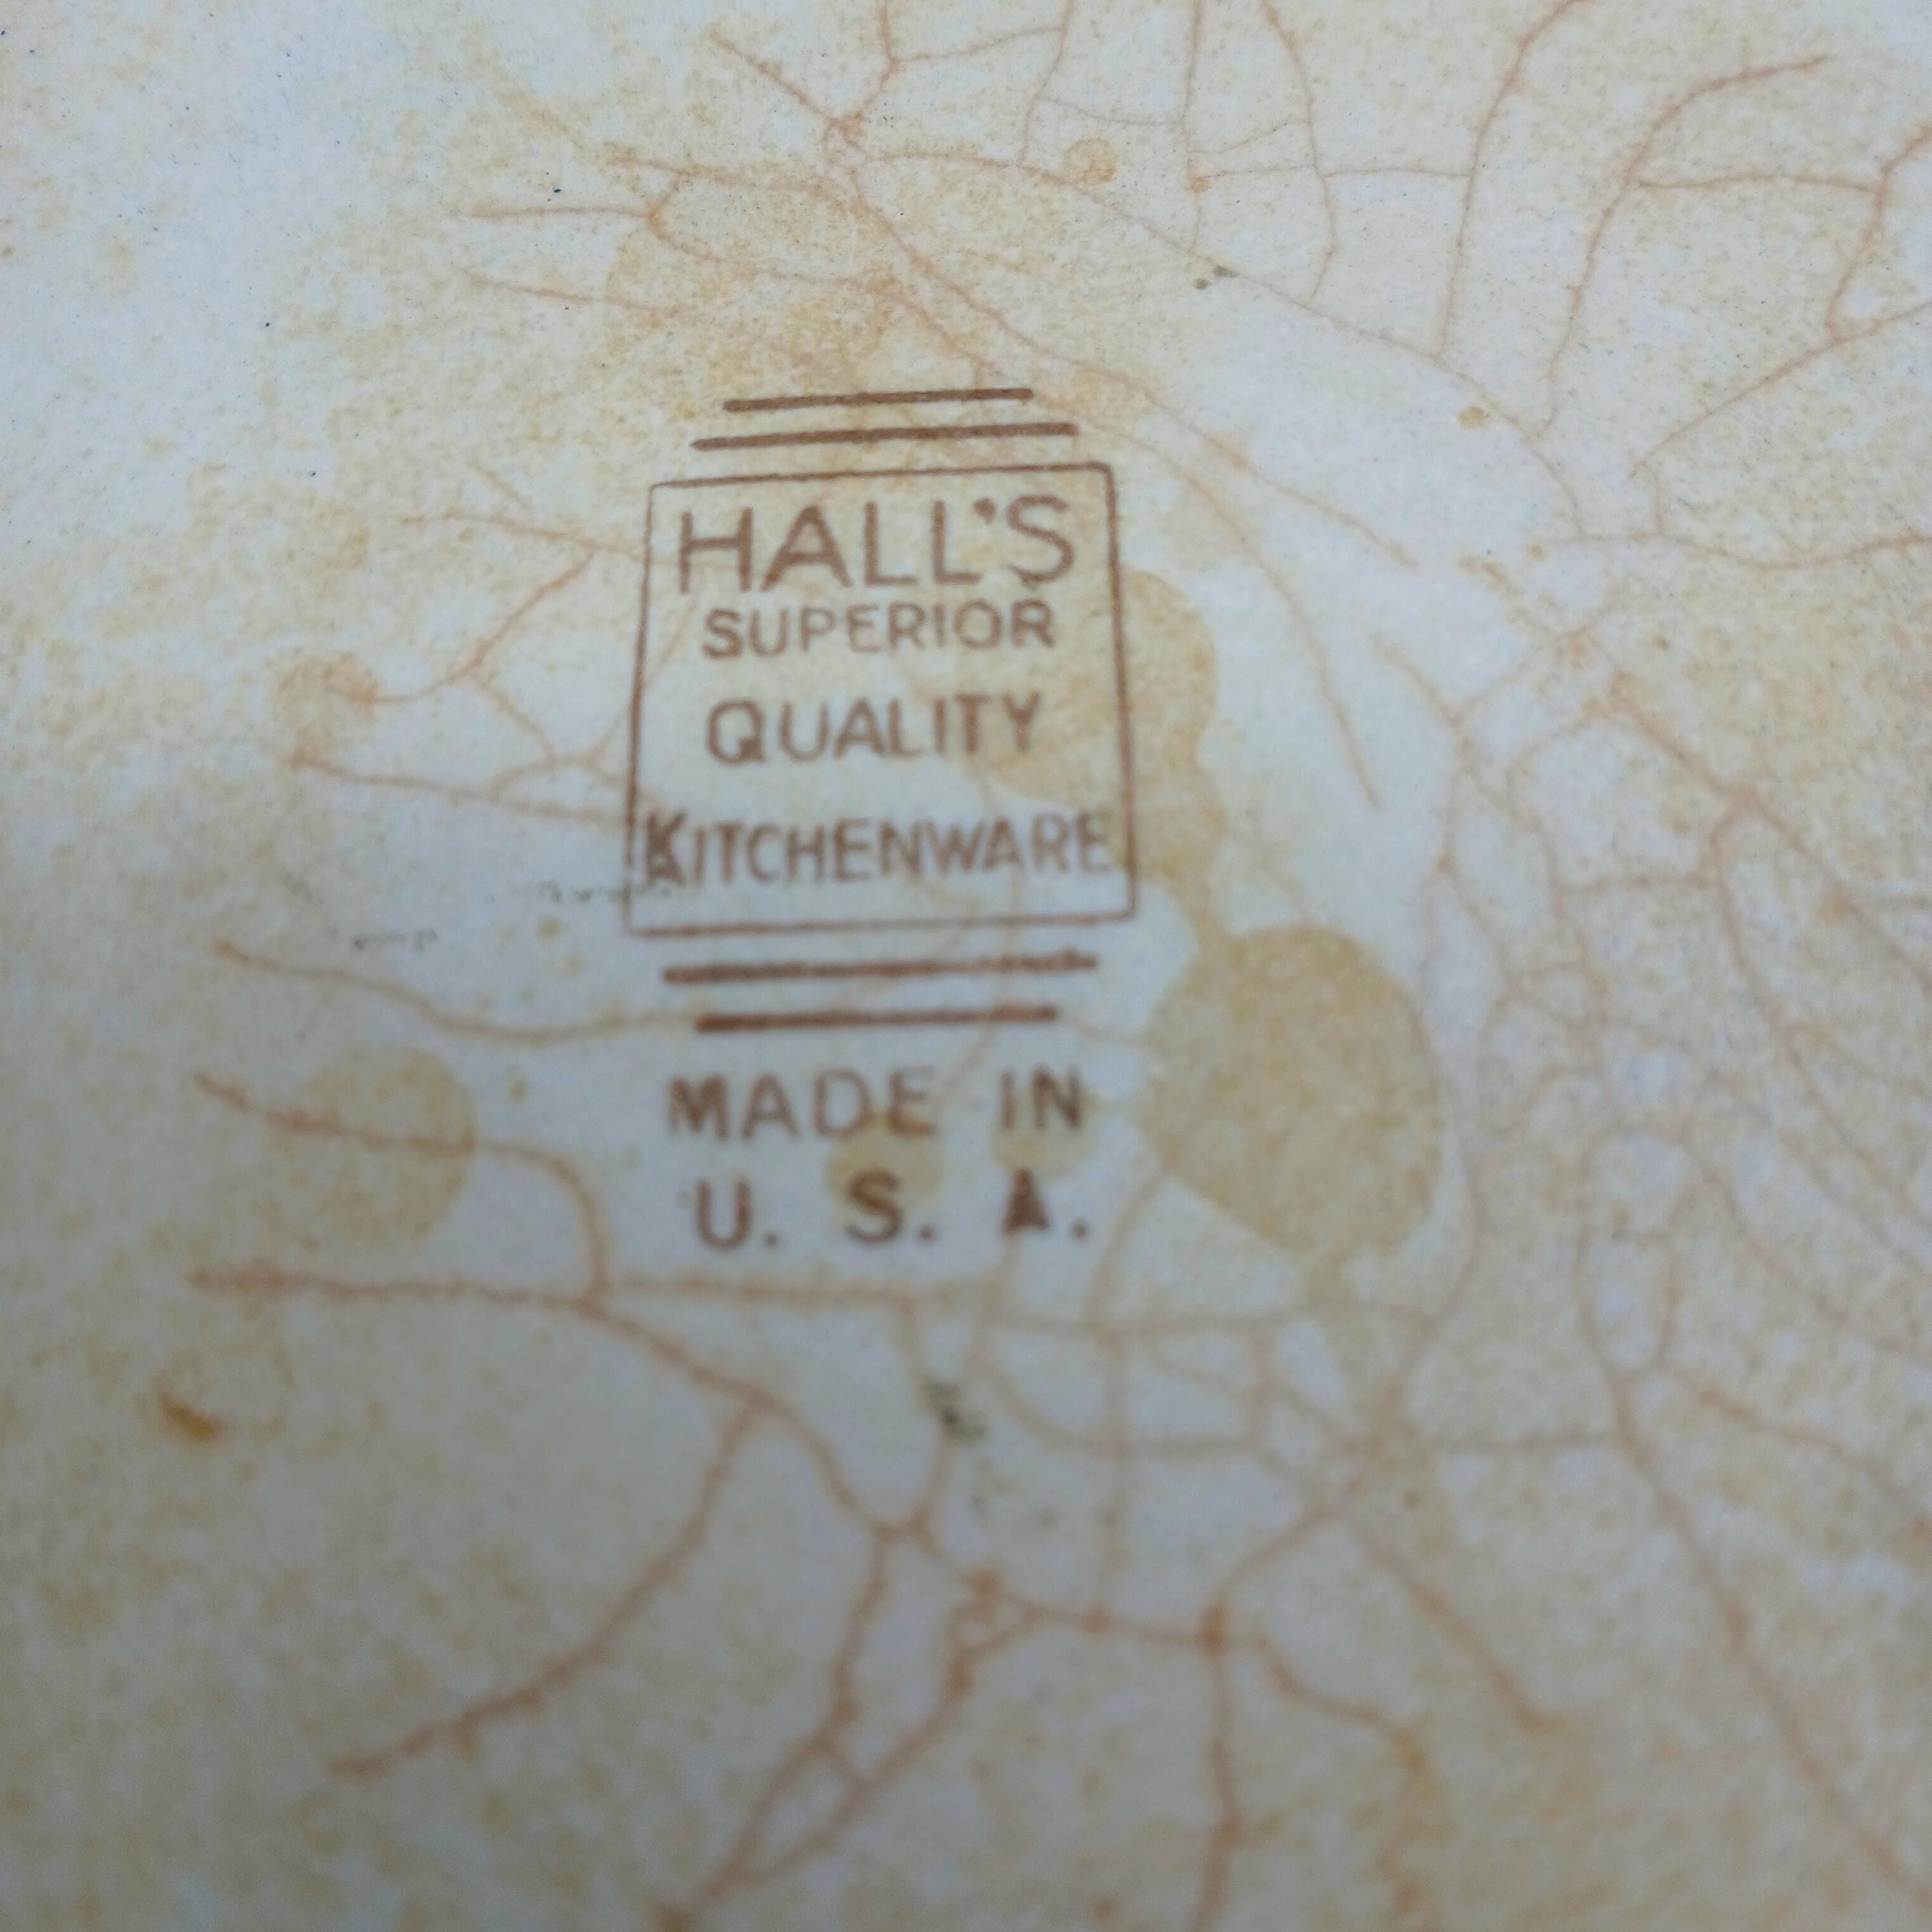 HALL'S
SUPERIOR
QUALITY
KITCHENWARE
MADE IN
U. S. A.